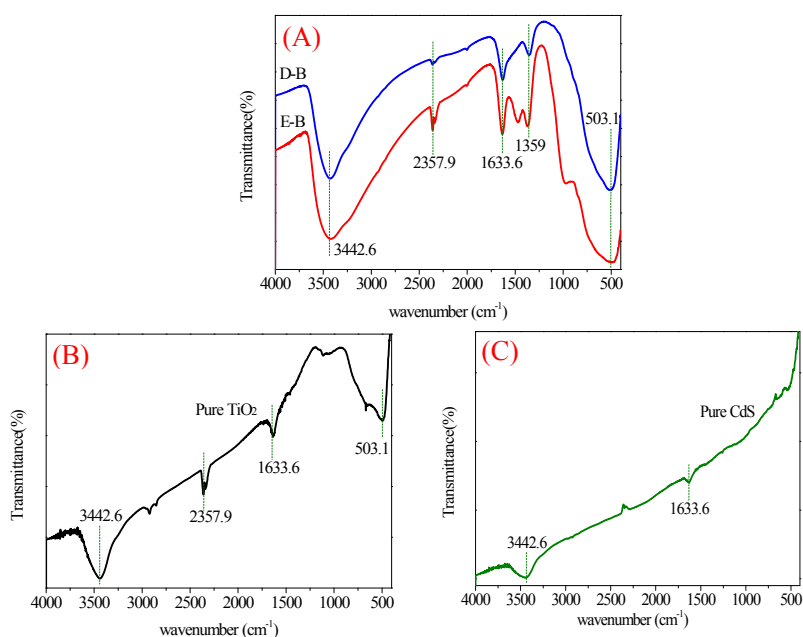 (A)
Transmittance(%)
D-B
E-B
3442.6
2357.9
1633.6
1359
503.1
4000 3500 3000 2500 2000 1500 1000 500
wavenumber (cm⁻¹)
(B)
Transmittance(%)
Pure TiO₂
3442.6
2357.9
1633.6
503.1
4000 3500 3000 2500 2000 1500 1000 500
wavenumber (cm⁻¹)
(C)
Transmittance(%)
Pure CdS
3442.6
1633.6
4000 3500 3000 2500 2000 1500 1000 500
wavenumber (cm⁻¹)